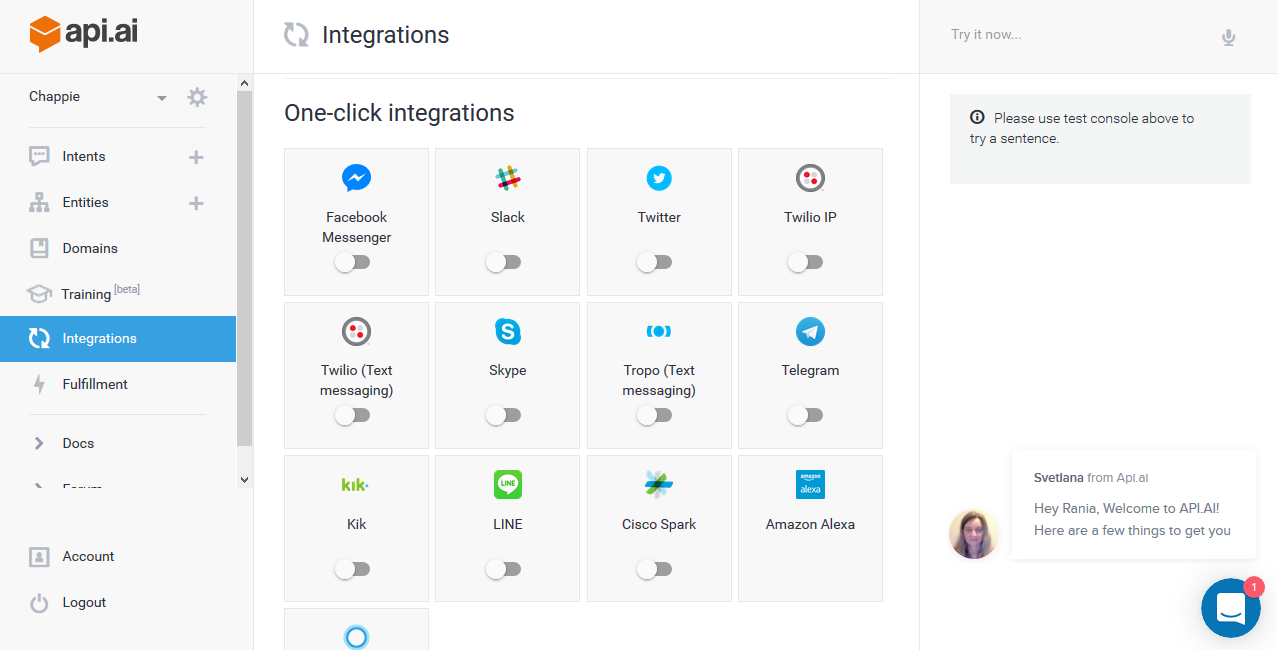 api.ai
Integrations
Try it now...
Chappie
Intents
Entities
Domains
Training [beta]
Integrations
Fulfillment
Docs
Forum
Account
Logout
One-click integrations
Facebook
Messenger
Slack
Twitter
Twilio IP
Twilio (Text
messaging)
Skype
Tropo (Text
messaging)
Telegram
kik
Kik
LINE
LINE
Cisco Spark
amazon
alexa
Amazon Alexa
Please use test console above to
try a sentence.
Svetlana from Api.ai
Hey Rania, Welcome to API.AI!
Here are a few things to get you
1